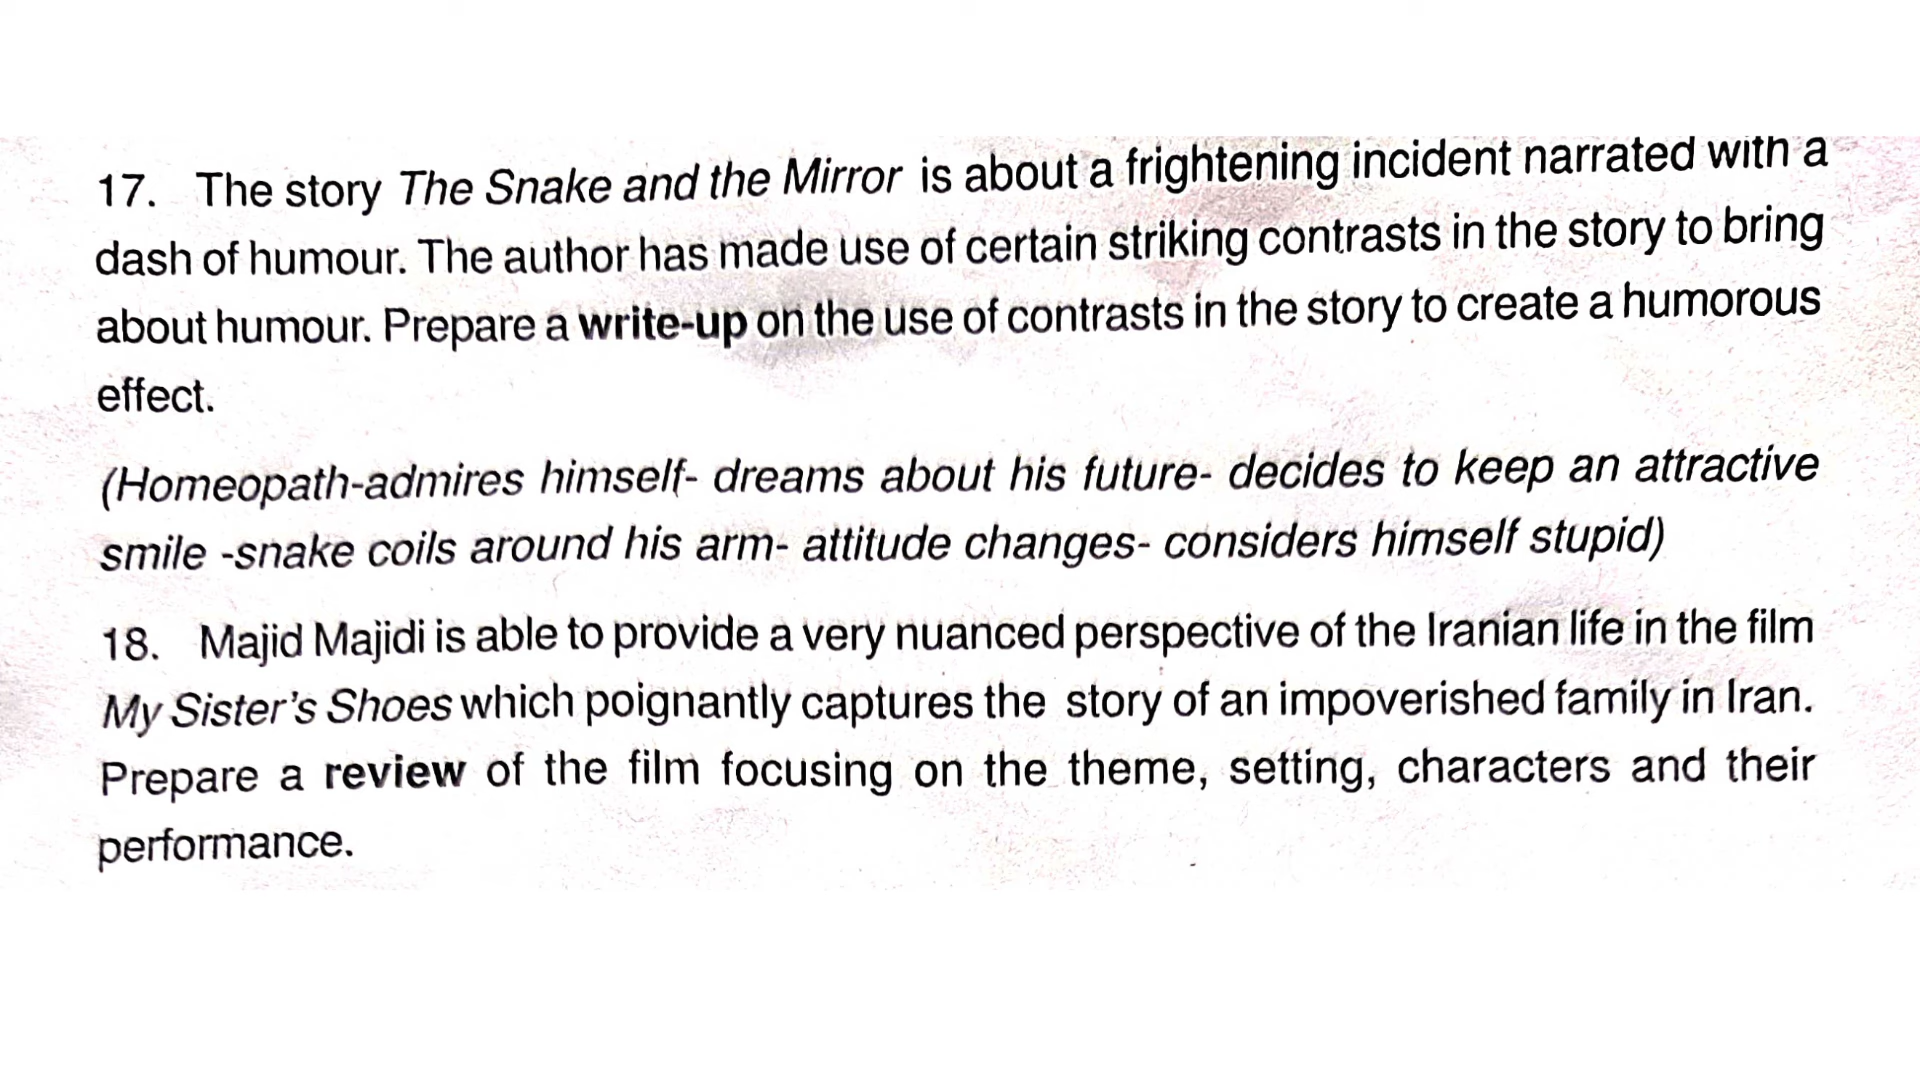 17. The story The Snake and the Mirror is about a frightening incident narrated with a
dash of humour. The author has made use of certain striking contrasts in the story to bring
about humour. Prepare a write-up on the use of contrasts in the story to create a humorous
effect.
(Homeopath-admires himself- dreams about his future- decides to keep an attractive
smile -snake coils around his arm- attitude changes- considers himself stupid)
18. Majid Majidi is able to provide a very nuanced perspective of the Iranian life in the film
My Sister's Shoes which poignantly captures the story of an impoverished family in Iran.
Prepare a review of the film focusing on the theme, setting, characters and their
performance.